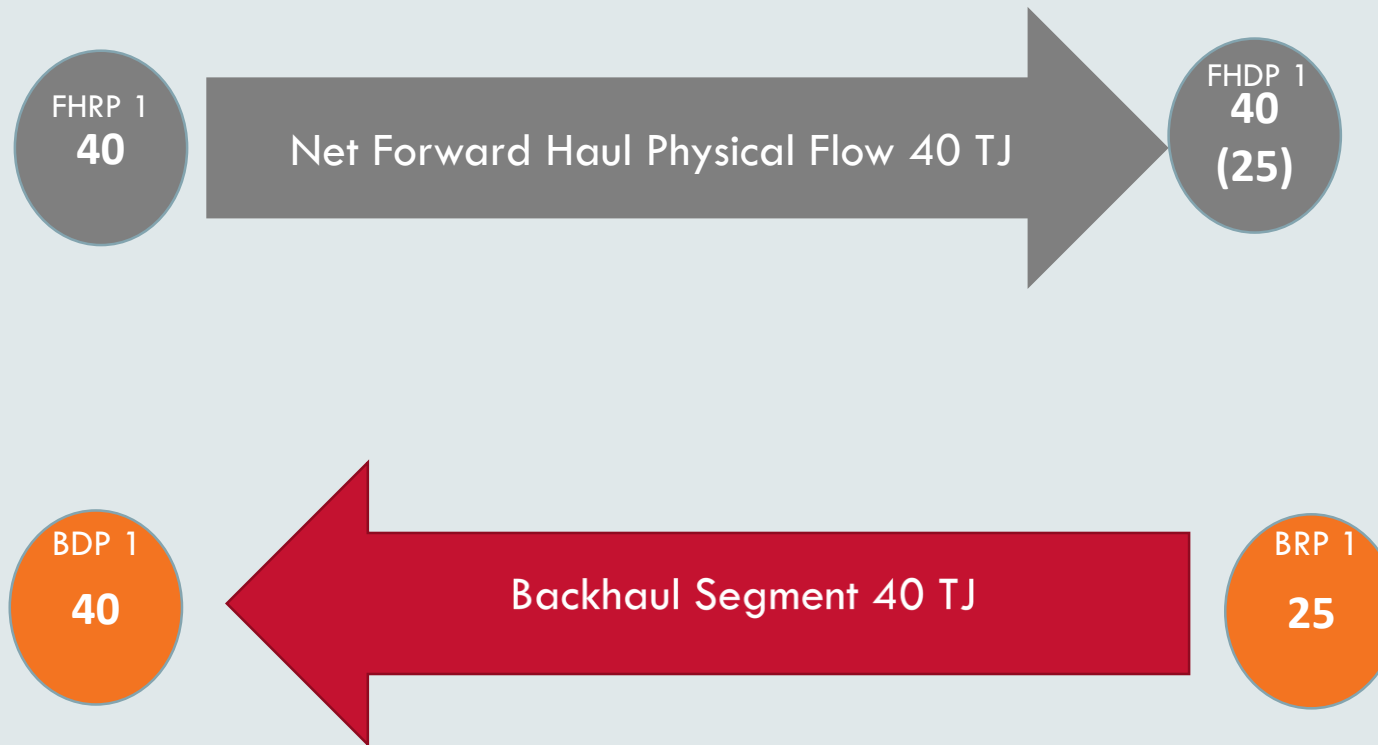 FHRP 1
40
Net Forward Haul Physical Flow 40 TJ
FHDP 1
40
(25)
BDP 1
40
Backhaul Segment 40 TJ
BRP 1
25